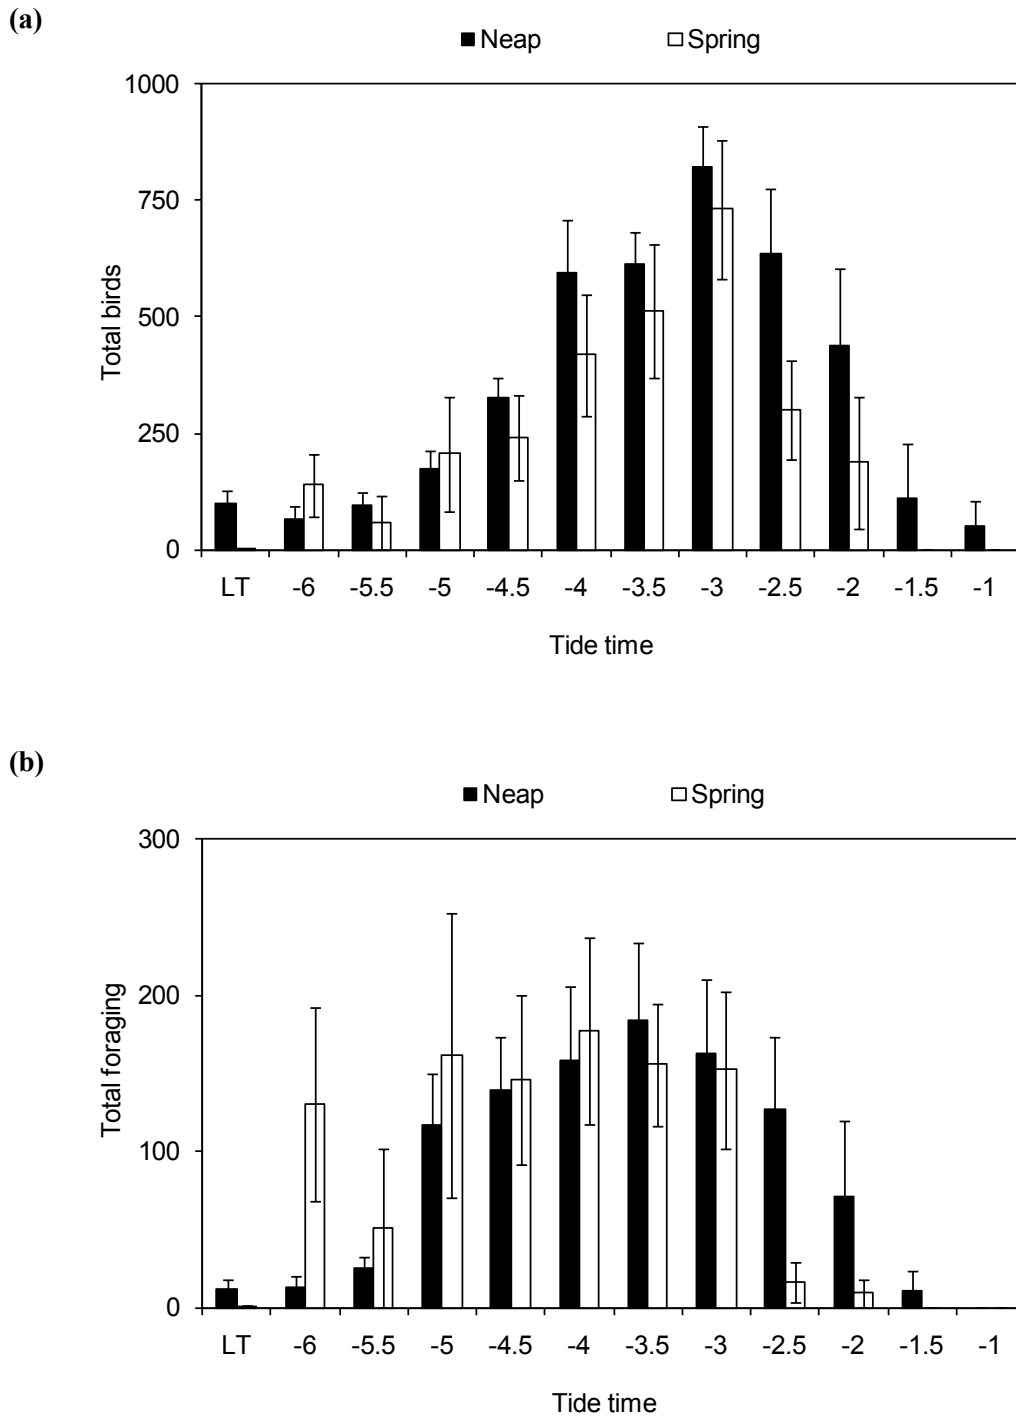 (a)
Neap Spring
1000
750
500
250
0
Total birds
LT -6 -5.5 -5 -4.5 -4 -3.5 -3 -2.5 -2 -1.5 -1
Tide time
(b)
Neap Spring
300
200
100
0
Total foraging
LT -6 -5.5 -5 -4.5 -4 -3.5 -3 -2.5 -2 -1.5 -1
Tide time